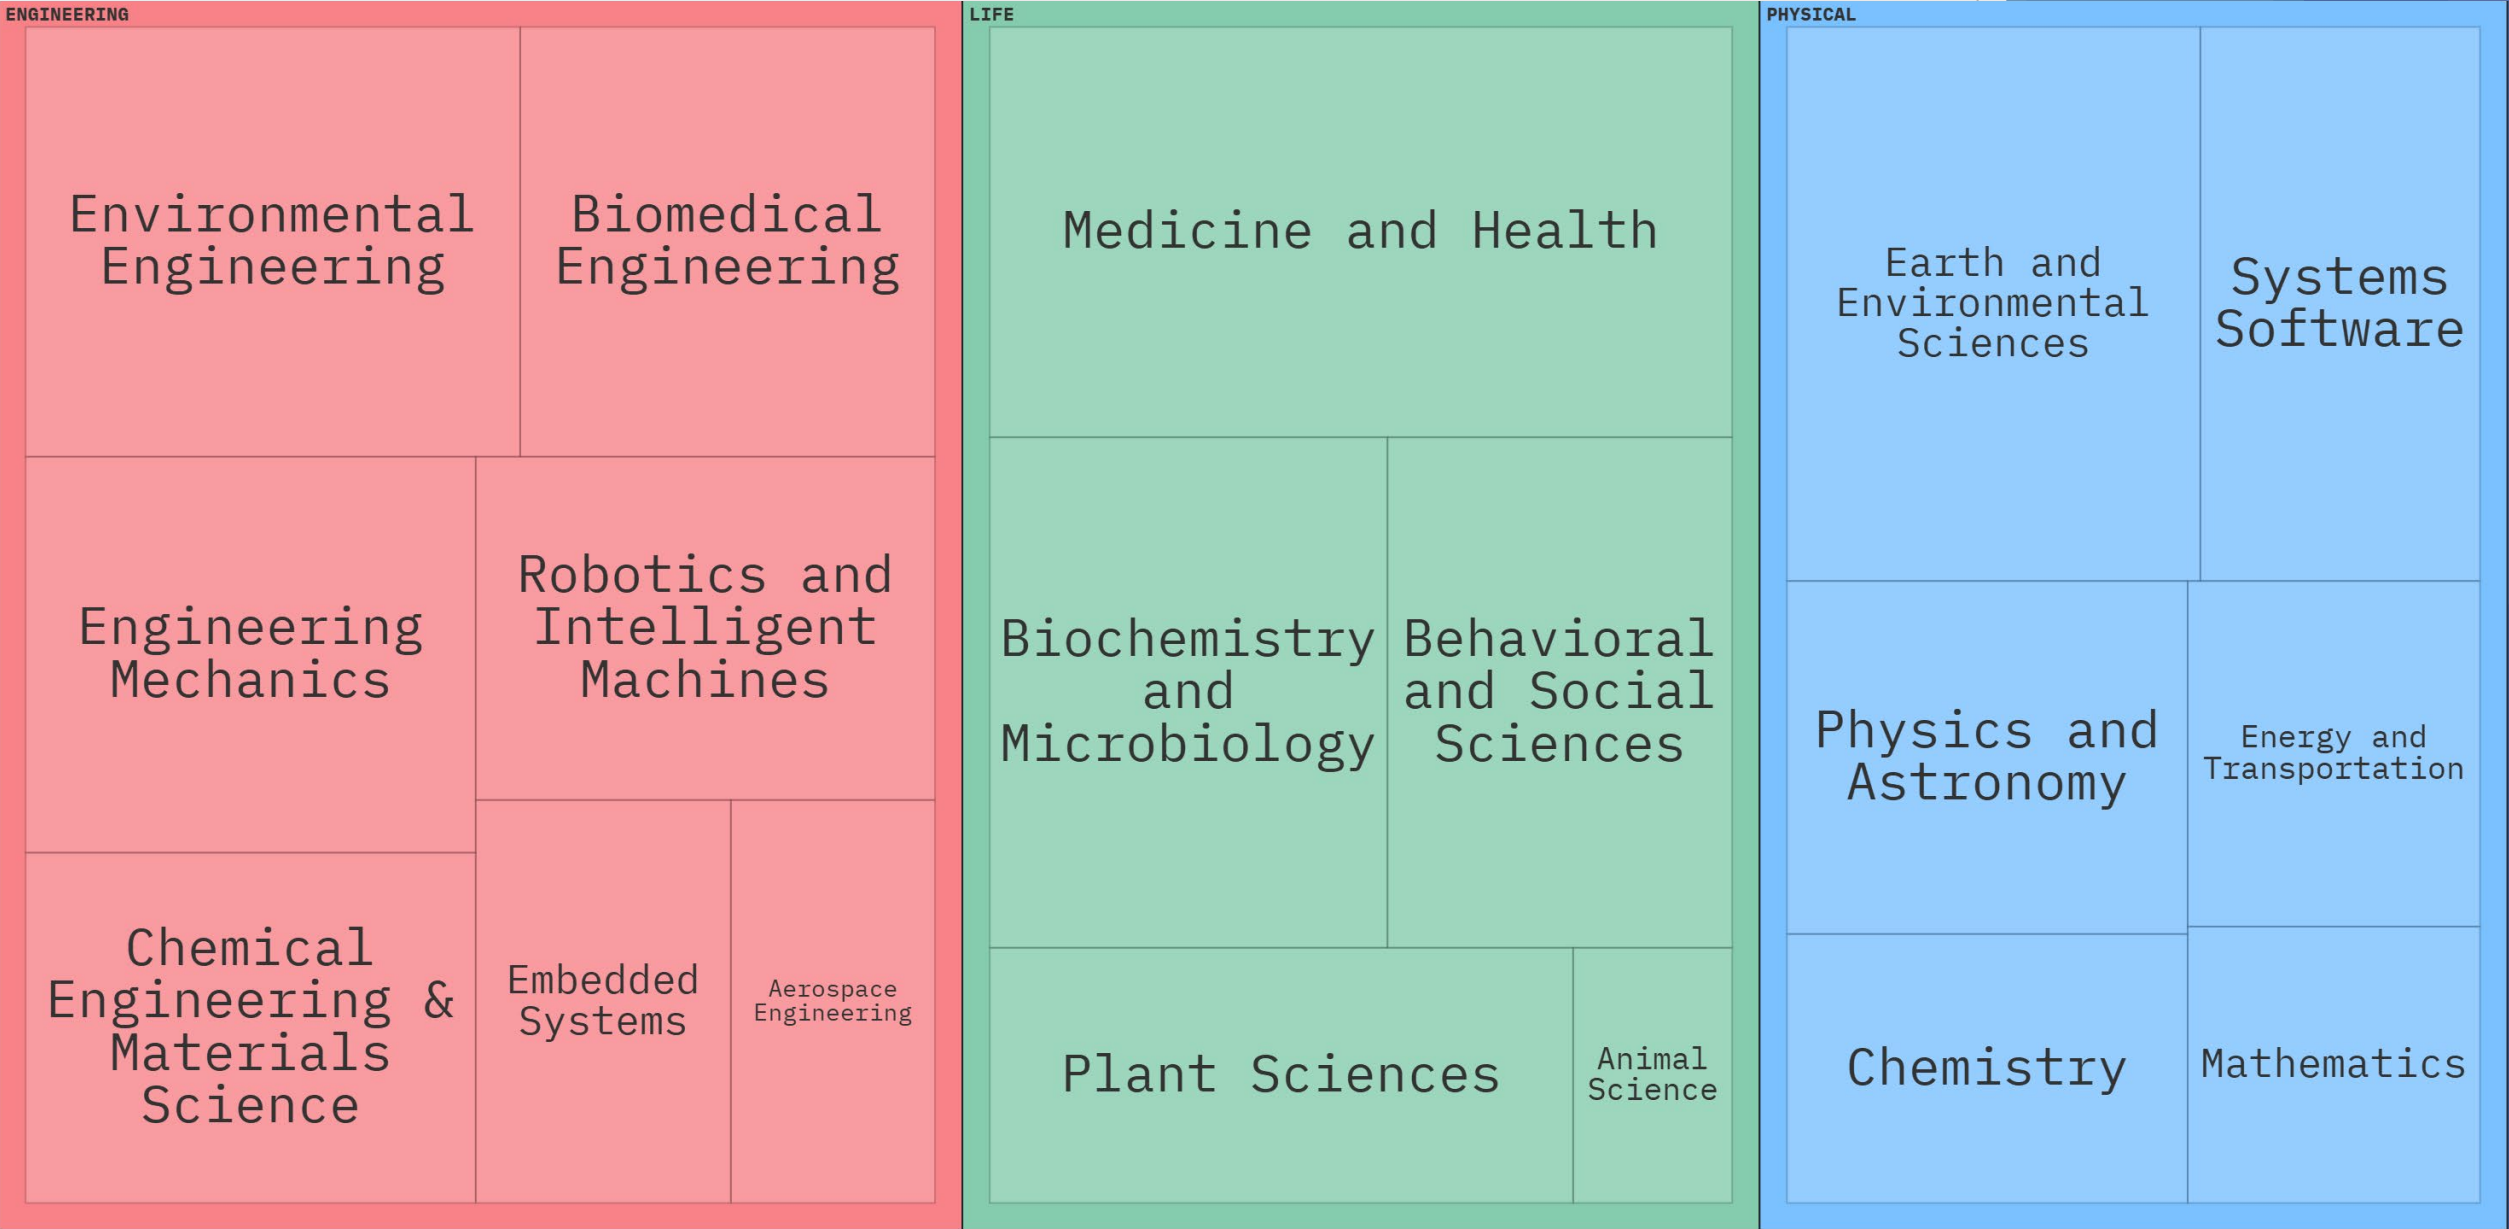 ENGINEERING
Environmental
Engineering
Biomedical
Engineering
Engineering
Mechanics
Robotics and
Intelligent
Machines
Chemical
Engineering &
Materials
Science
Embedded
Systems
Aerospace
Engineering
LIFE
Medicine and Health
Biochemistry
and
Microbiology
Behavioral
and Social
Sciences
Plant Sciences
Animal
Science
PHYSICAL
Earth and
Environmental
Sciences
Systems
Software
Physics and
Astronomy
Energy and
Transportation
Chemistry
Mathematics